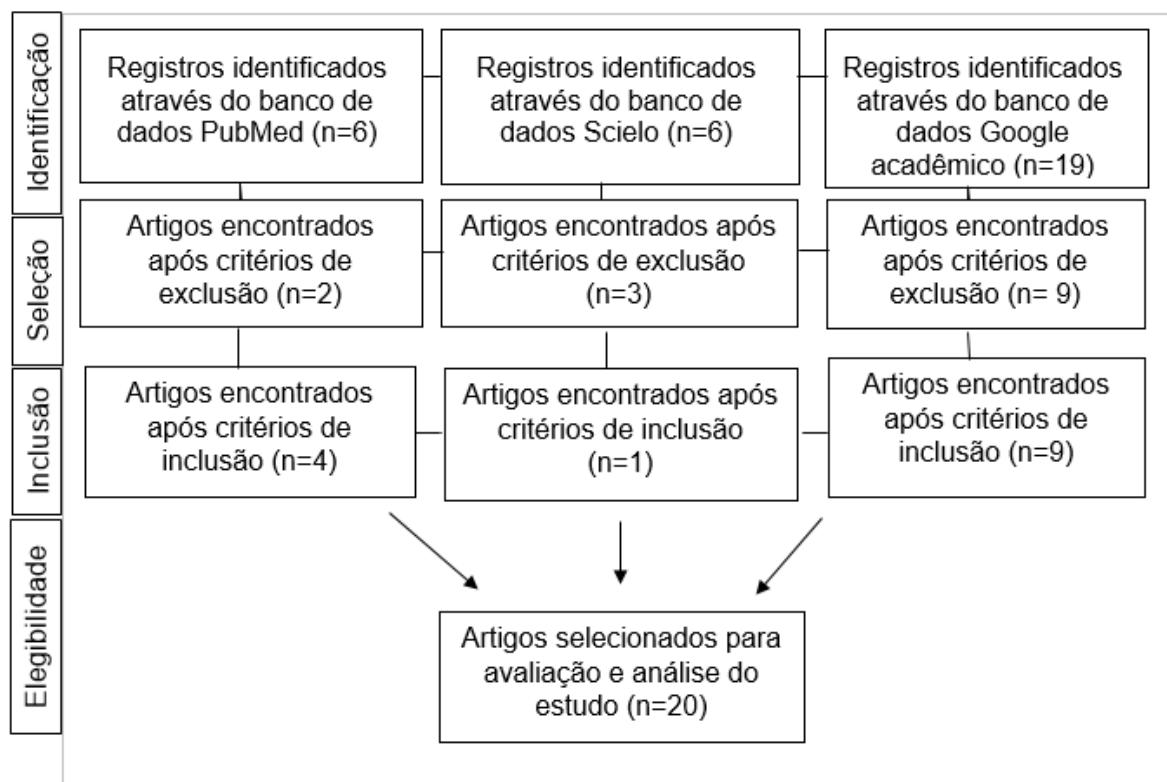 Identificação
Registros identificados
através do banco de
dados PubMed (n=6)
Registros identificados
através do banco de
dados Scielo (n=6)
Registros identificados
através do banco de
dados Google
acadêmico (n=19)
Seleção
Artigos encontrados
após critérios de
exclusão (n=2)
Artigos encontrados após
critérios de exclusão
(n=3)
Artigos encontrados
após critérios de
exclusão (n= 9)
Inclusão
Artigos encontrados
após critérios de
inclusão (n=4)
Artigos encontrados após
critérios de inclusão
(n=1)
Artigos encontrados
após critérios de
inclusão (n=9)
Elegibilidade
Artigos selecionados para
avaliação e análise do
estudo (n=20)